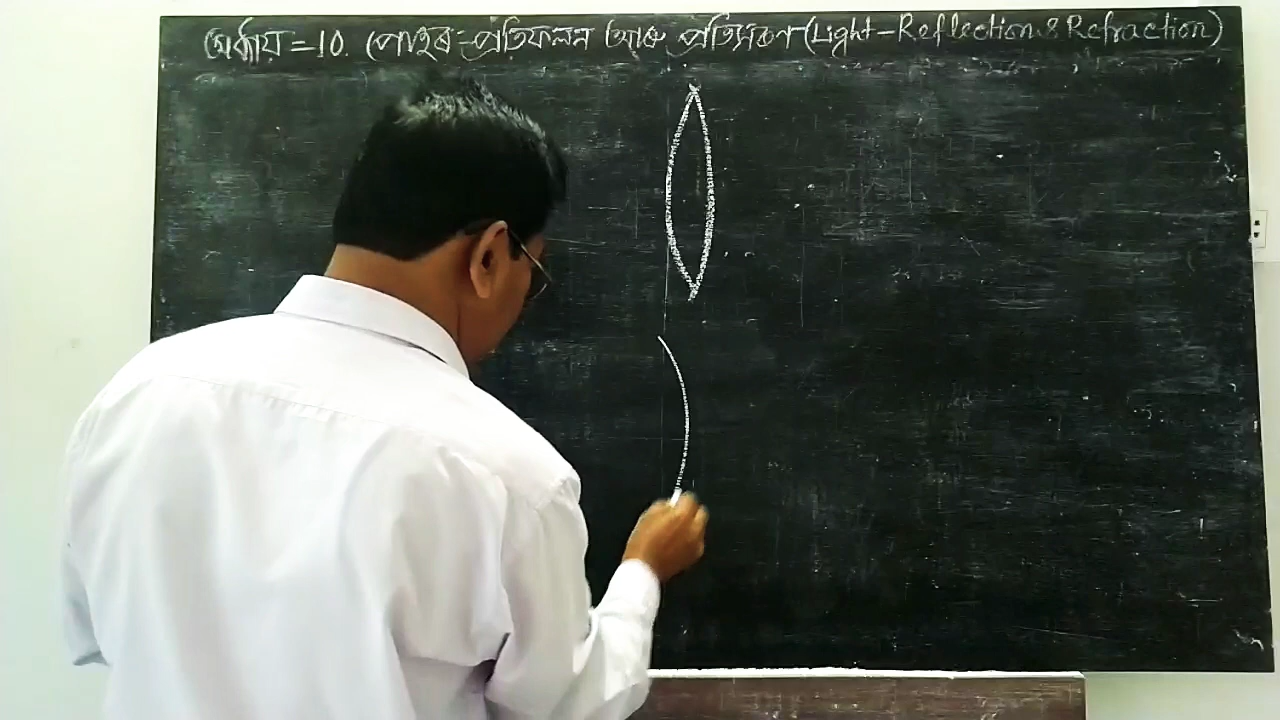 অধ্যায় = 10. পোহৰ : প্ৰতিফলন আৰু প্ৰতিসৰণ (Light - Reflection & Refraction)